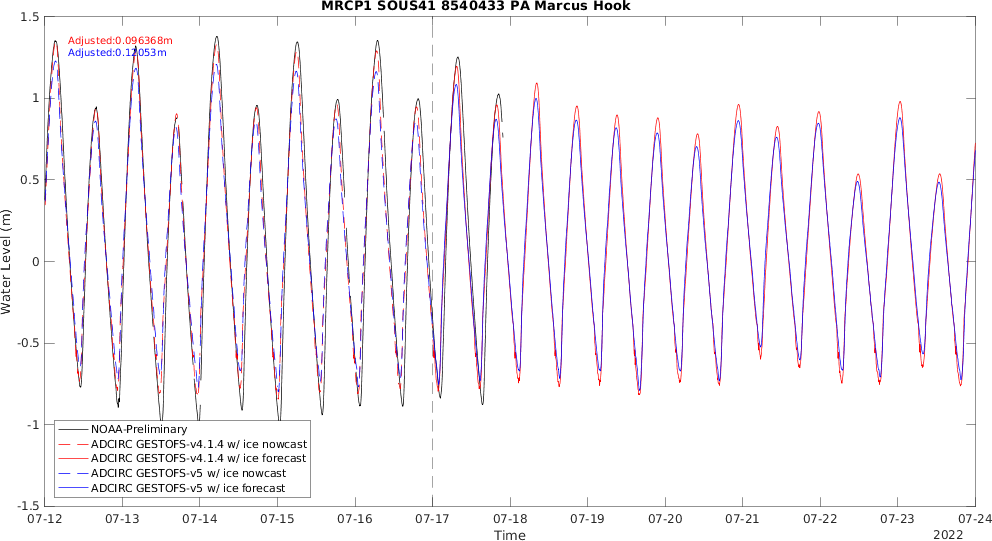 MRCP1 SOUS41 8540433 PA Marcus Hook
Adjusted:0.096368m
Adjusted:0.12053m
1.5
1
0.5
0
-0.5
-1
-1.5
Water Level (m)
NOAA-Preliminary
ADCIRC GESTOFS-v4.1.4 w/ ice nowcast
ADCIRC GESTOFS-v4.1.4 w/ ice forecast
ADCIRC GESTOFS-v5 w/ ice nowcast
ADCIRC GESTOFS-v5 w/ ice forecast
07-12 07-13 07-14 07-15 07-16 07-17 07-18 07-19 07-20 07-21 07-22 07-23 07-24
Time
2022